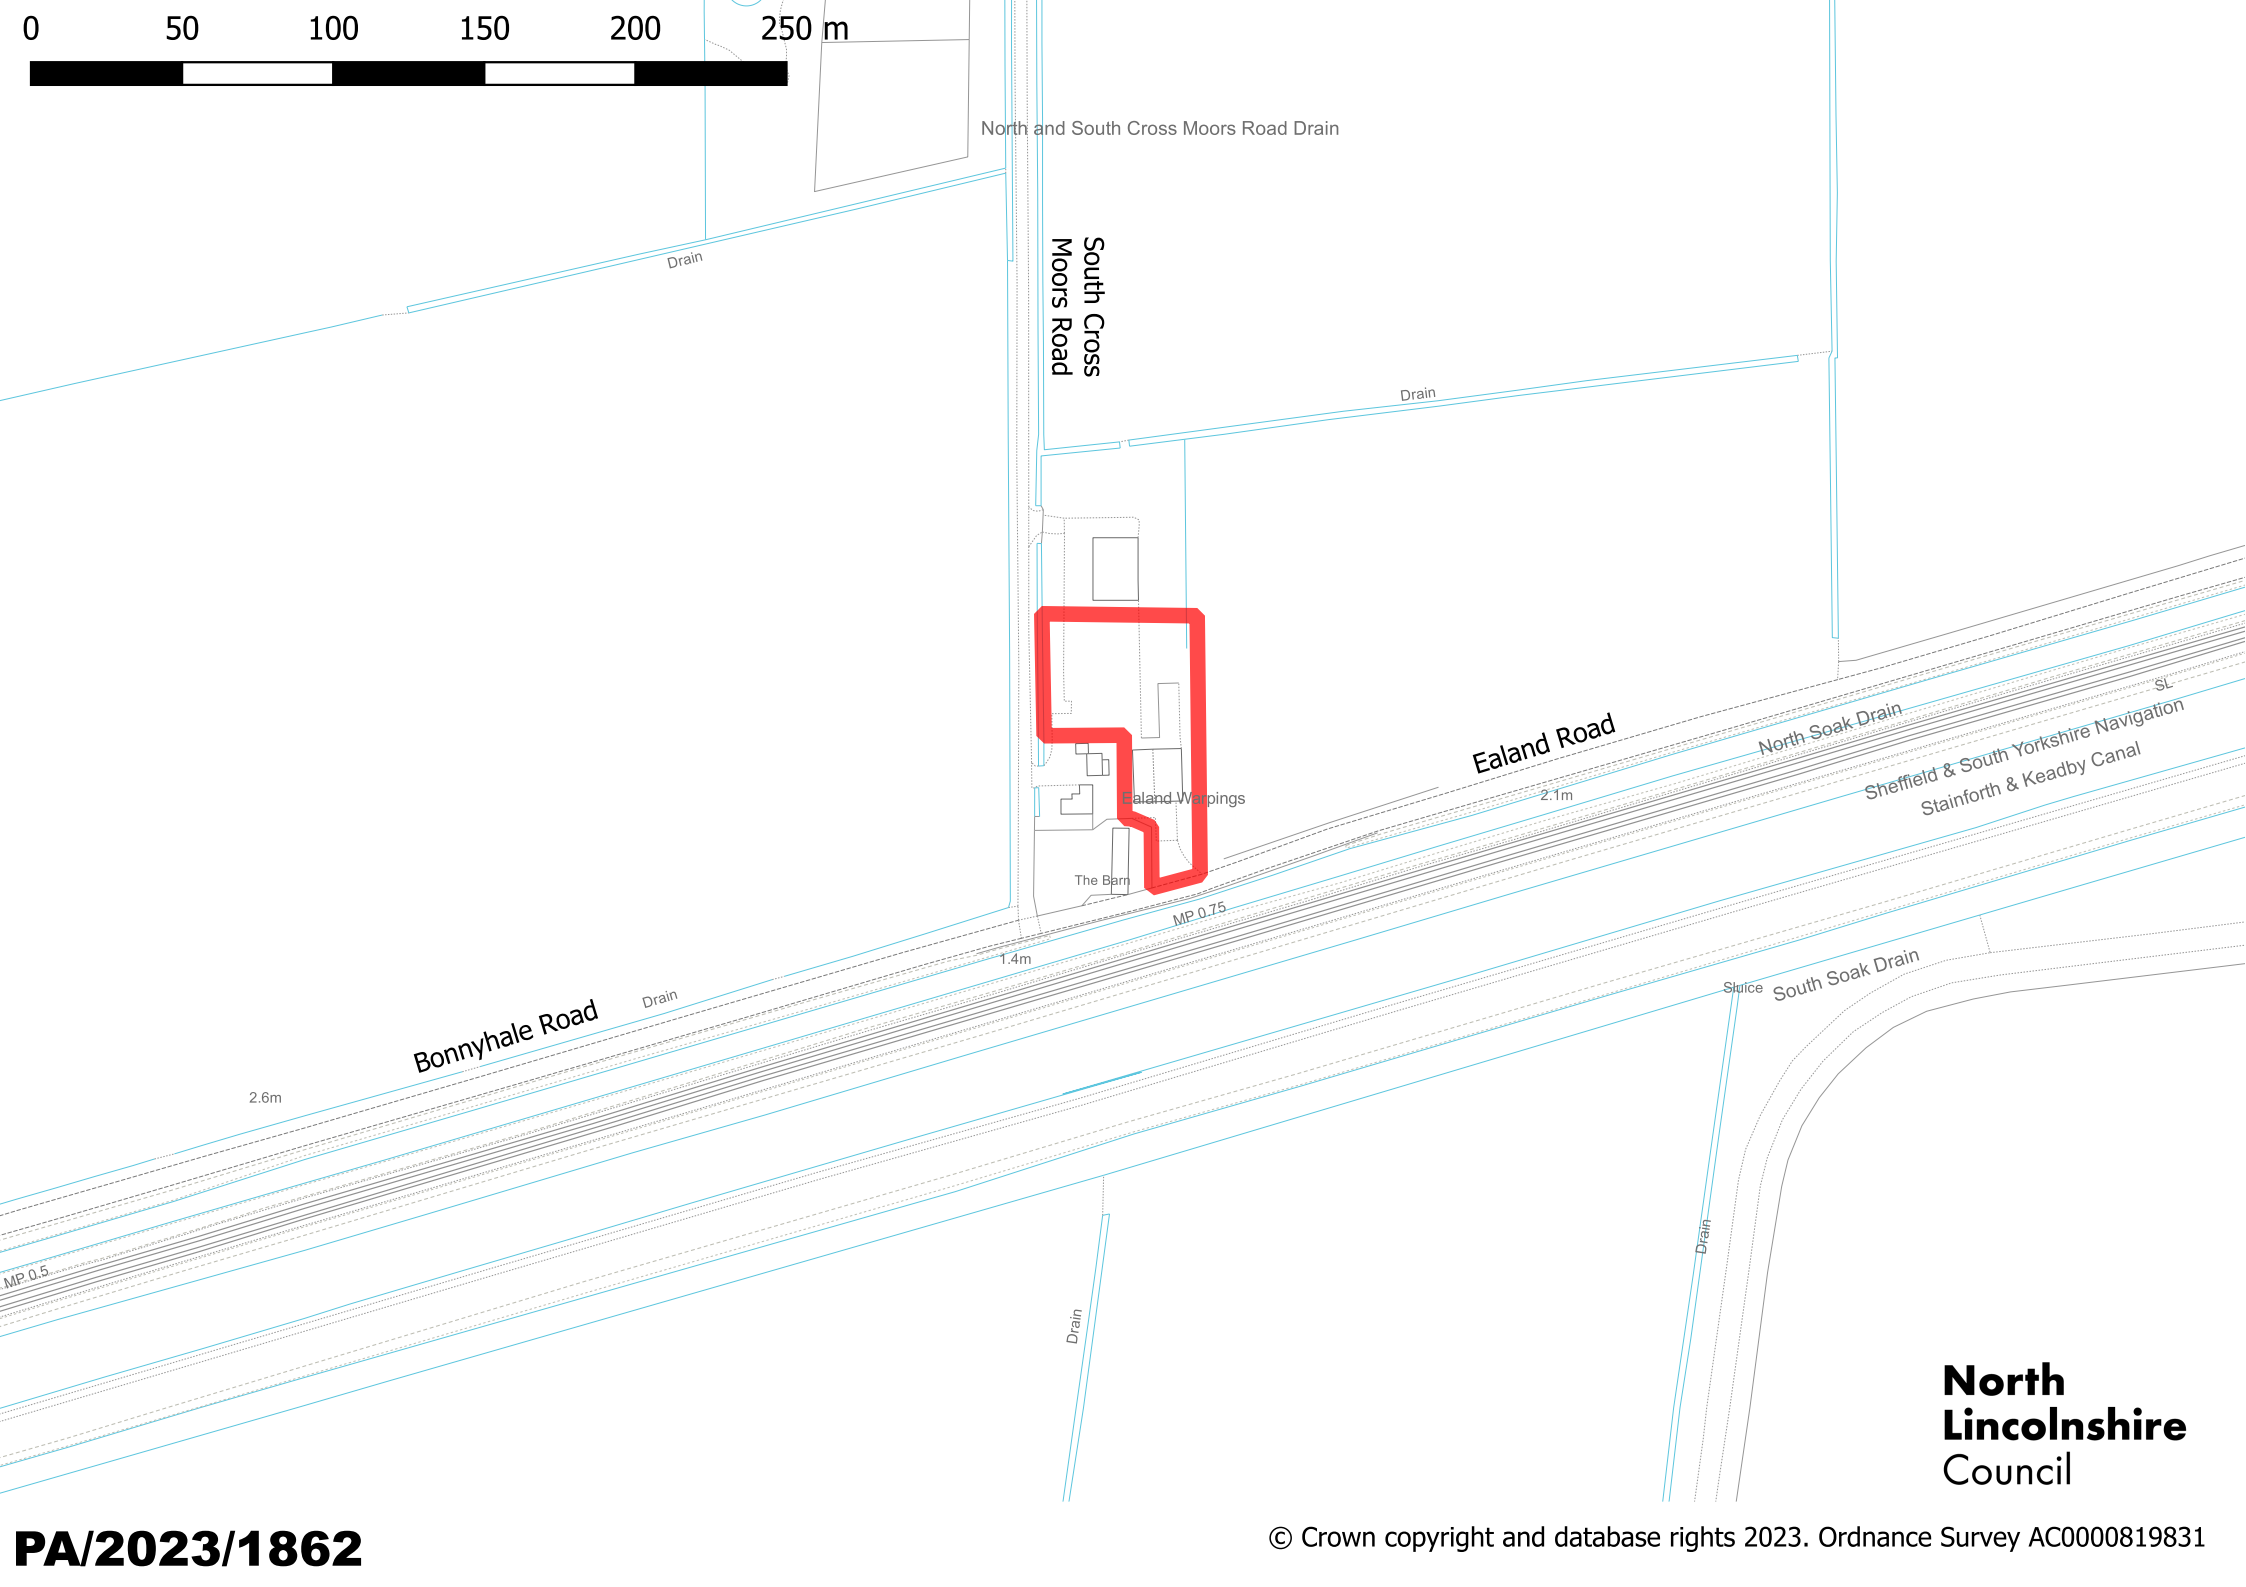 0 50 100 150 200 250 m
North and South Cross Moors Road Drain
South Cross
Moors Road
Drain
Drain
Ealand Road
SL
North Soak Drain
Sheffield & South Yorkshire Navigation
Stainforth & Keadby Canal
2.1m
Ealand Warpings
The Barn
MP 0.75
1.4m
South Soak Drain
Sluice
Drain
Bonnyhale Road
2.6m
MP 0.5
Drain
Drain
North
Lincolnshire
Council
PA/2023/1862
© Crown copyright and database rights 2023. Ordnance Survey AC0000819831